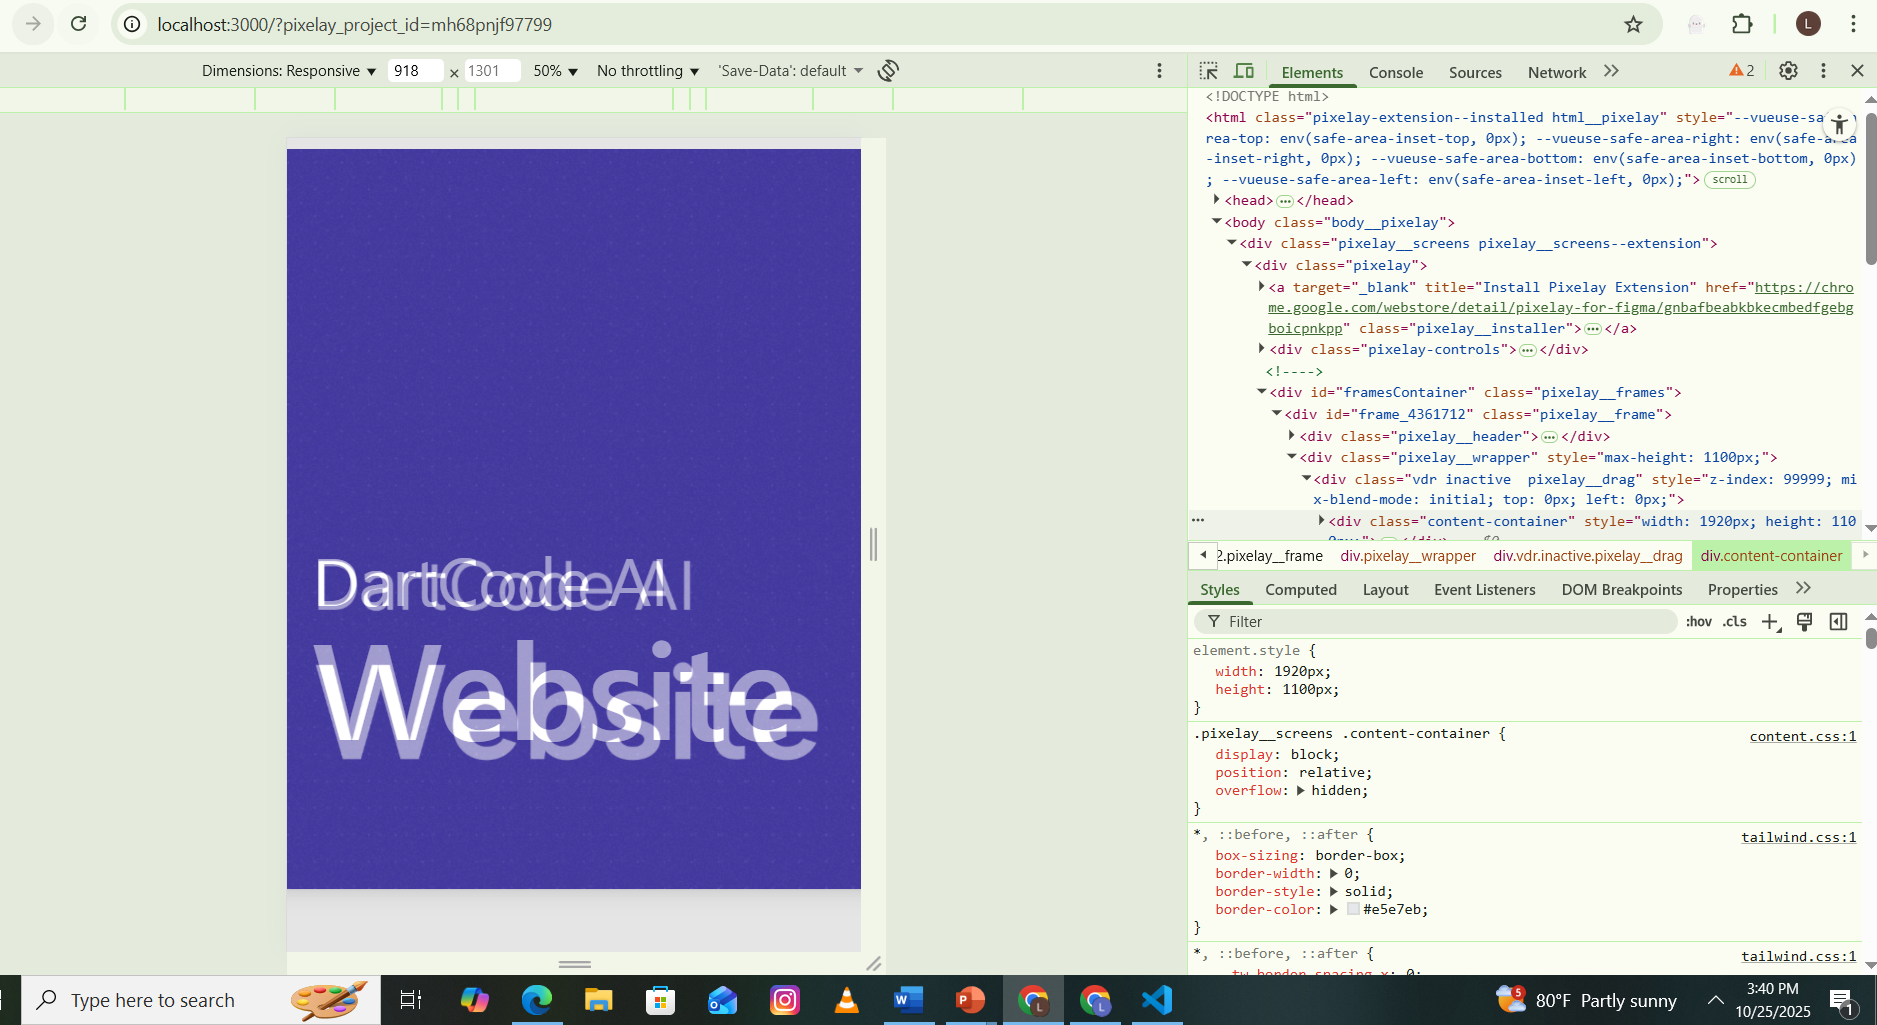 localhost:3000/?pixelay_project_id=mh68pnjf97799
L
Dimensions: Responsive ▼ 918 × 1301 50% ▼ No throttling ▼ 'Save-Data': default ▼
Elements Console Sources Network 2
<!DOCTYPE html>
<html class="pixelay-extension--installed html__pixelay" style="--vueuse-sa
rea-top: env(safe-area-inset-top, 0px); --vueuse-safe-area-right: env(safe-area
-inset-right, 0px); --vueuse-safe-area-bottom: env(safe-area-inset-bottom, 0px)
; --vueuse-safe-area-left: env(safe-area-inset-left, 0px);"> scroll
<head> ··· </head>
<body class="body__pixelay">
<div class="pixelay__screens pixelay__screens--extension">
<div class="pixelay">
<a target="_blank" title="Install Pixelay Extension" href="https://chro
me.google.com/webstore/detail/pixelay-for-figma/gnbafbeabkbkecmbedfgebg
boicpnkpp" class="pixelay__installer"> ··· </a>
<div class="pixelay-controls"> ··· </div>
<!---->
<div id="framesContainer" class="pixelay__frames">
<div id="frame_4361712" class="pixelay__frame">
<div class="pixelay__header"> ··· </div>
<div class="pixelay__wrapper" style="max-height: 1100px;">
<div class="vdr inactive  pixelay__drag" style="z-index: 99999; mi
x-blend-mode: initial; top: 0px; left: 0px;">
··· <div class="content-container" style="width: 1920px; height: 110
2.pixelay__frame div.pixelay__wrapper div.vdr.inactive.pixelay__drag div.content-container
Styles Computed Layout Event Listeners DOM Breakpoints Properties
Filter :hov .cls
element.style {
width: 1920px;
height: 1100px;
}
.pixelay__screens .content-container { content.css:1
display: block;
position: relative;
overflow: hidden;
}
*, ::before, ::after { tailwind.css:1
box-sizing: border-box;
border-width: 0;
border-style: solid;
border-color: #e5e7eb;
}
*, ::before, ::after { tailwind.css:1
DartCode AI
Website
Type here to search
5 80°F Partly sunny
3:40 PM
10/25/2025
1